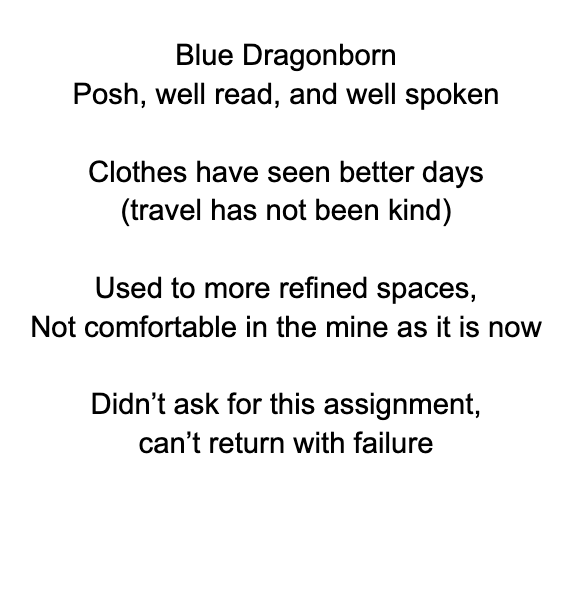 Blue Dragonborn
Posh, well read, and well spoken
Clothes have seen better days
(travel has not been kind)
Used to more refined spaces,
Not comfortable in the mine as it is now
Didn’t ask for this assignment,
can’t return with failure